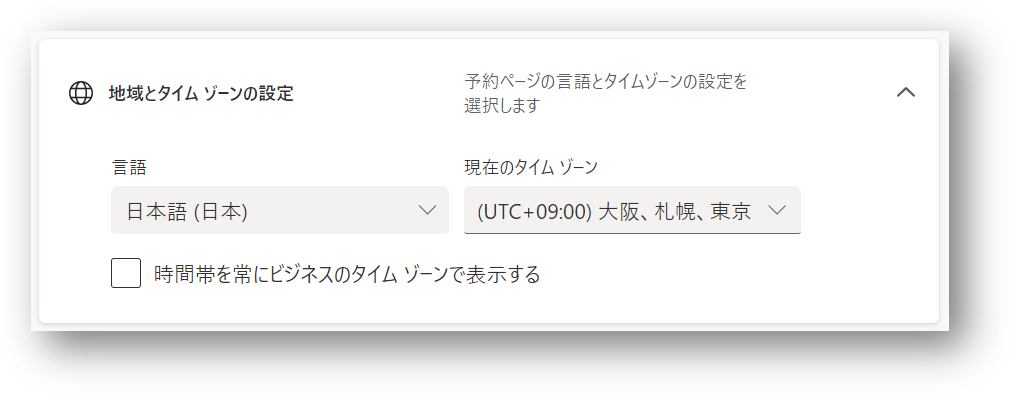 地域とタイム ゾーンの設定
予約ページの言語とタイムゾーンの設定を
選択します
言語
現在のタイム ゾーン
日本語 (日本)
(UTC+09:00) 大阪、札幌、東京
時間帯を常にビジネスのタイム ゾーンで表示する